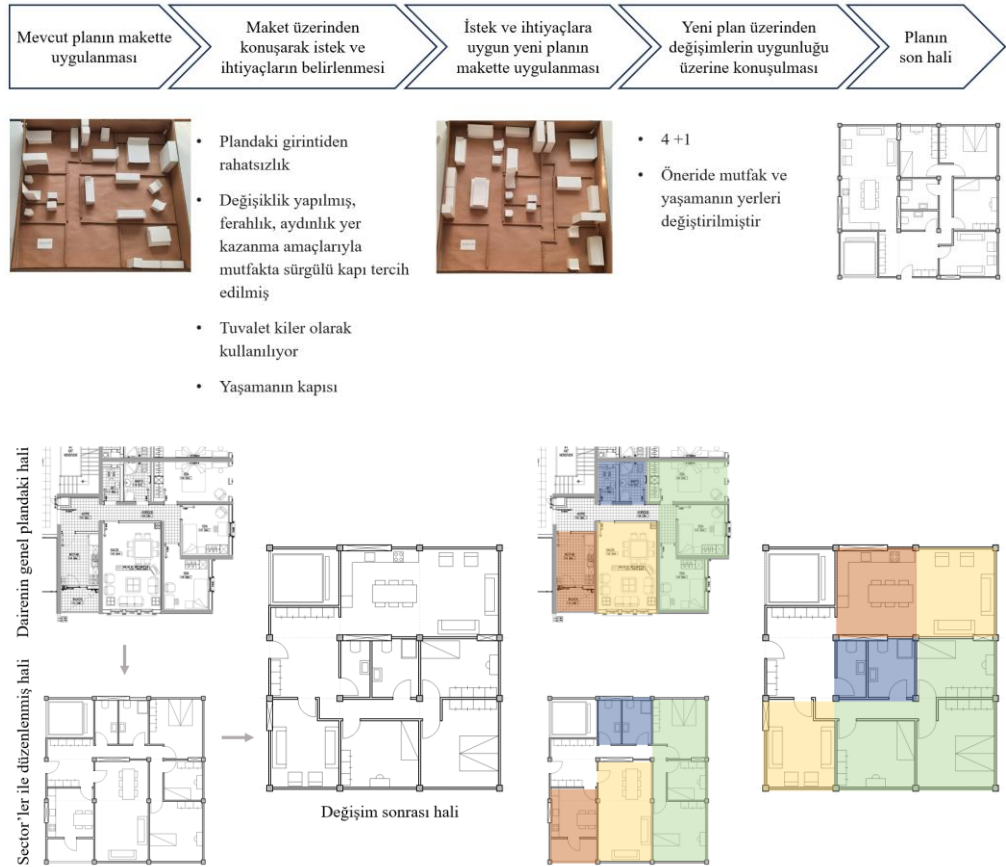 Mevcut planın makette
uygulanması
Maket üzerinden
konuşarak istek ve
ihtiyaçların belirlenmesi
İstek ve ihtiyaçlara
uygun yeni planın
makette uygulanması
Yeni plan üzerinden
değişimlerin uygunluğu
üzerine konuşulması
Planın
son hali
• Plandaki girintiden
rahatsızlık
• Değişiklik yapılmış,
ferahlık, aydınlık yer
kazanma amaçlarıyla
mutfakta sürgülü kapı tercih
edilmiş
• Tuvalet kiler olarak
kullanılıyor
• Yaşamanın kapısı
• 4 +1
• Öneride mutfak ve
yaşamanın yerleri
değiştirilmiştir
Dairenin genel plandaki hali
Sector’ler ile düzenlenmiş hali
Değişim sonrası hali